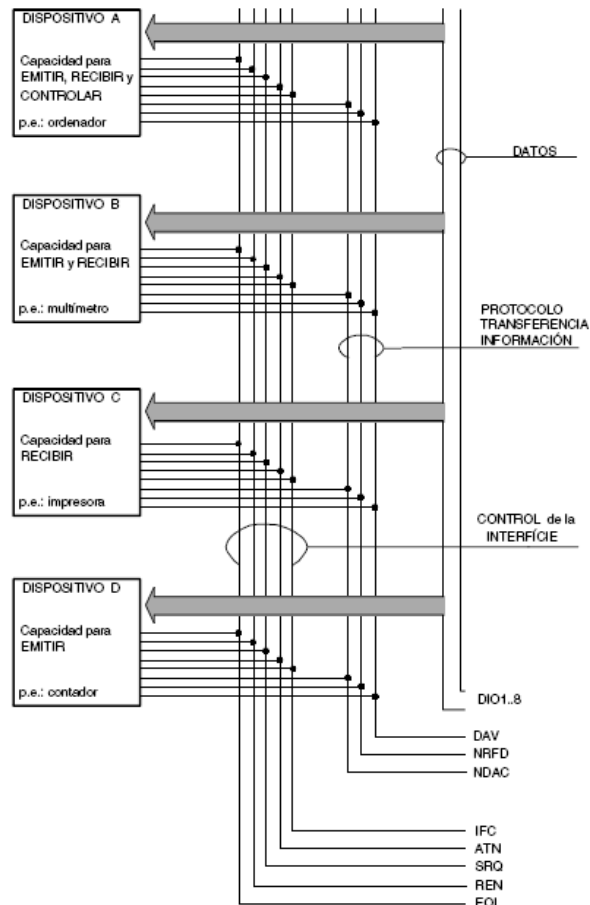 DISPOSITIVO A
Capacidad para
EMITIR, RECIBIR y
CONTROLAR
p.e.: ordenador
DATOS
DISPOSITIVO B
Capacidad para
EMITIR y RECIBIR
p.e.: multímetro
PROTOCOLO
TRANSFERENCIA
INFORMACIÓN
DISPOSITIVO C
Capacidad para
RECIBIR
p.e.: impresora
CONTROL de la
INTERFÍCIE
DISPOSITIVO D
Capacidad para
EMITIR
p.e.: contador
DIO1..8
DAV
NRFD
NDAC
IFC
ATN
SRQ
REN
EOI